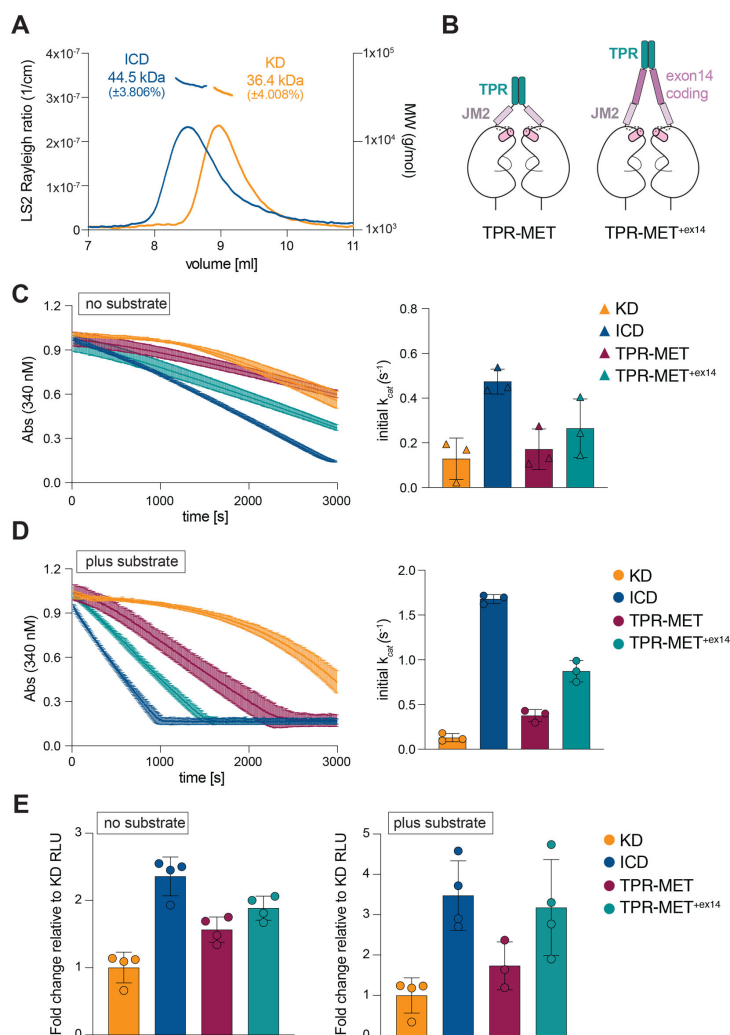 A
ICD
44.5 kDa
(±3.806%)
KD
36.4 kDa
(±4.008%)
LS2 Rayleigh ratio (1/cm)
4x10⁻⁷
3x10⁻⁷
2x10⁻⁷
1x10⁻⁷
0
7 8 9 10 11
volume [ml]
1x10⁵
1x10⁴
1x10³
MW (g/mol)
B
TPR
JM2
TPR-MET
TPR
exon14
coding
JM2
TPR-MET⁺ᵉˣ¹⁴
C
no substrate
Abs (340 nM)
1.2
0.9
0.6
0.3
0.0
0 1000 2000 3000
time [s]
initial kcat (s⁻¹)
0.8
0.6
0.4
0.2
0.0
KD
ICD
TPR-MET
TPR-MET⁺ᵉˣ¹⁴
D
plus substrate
Abs (340 nM)
1.2
0.9
0.6
0.3
0.0
0 1000 2000 3000
time [s]
initial kcat (s⁻¹)
2.0
1.5
1.0
0.5
0.0
KD
ICD
TPR-MET
TPR-MET⁺ᵉˣ¹⁴
E
no substrate
Fold change relative to KD RLU
3
2
1
0
plus substrate
Fold change relative to KD RLU
5
4
3
2
1
0
KD
ICD
TPR-MET
TPR-MET⁺ᵉˣ¹⁴